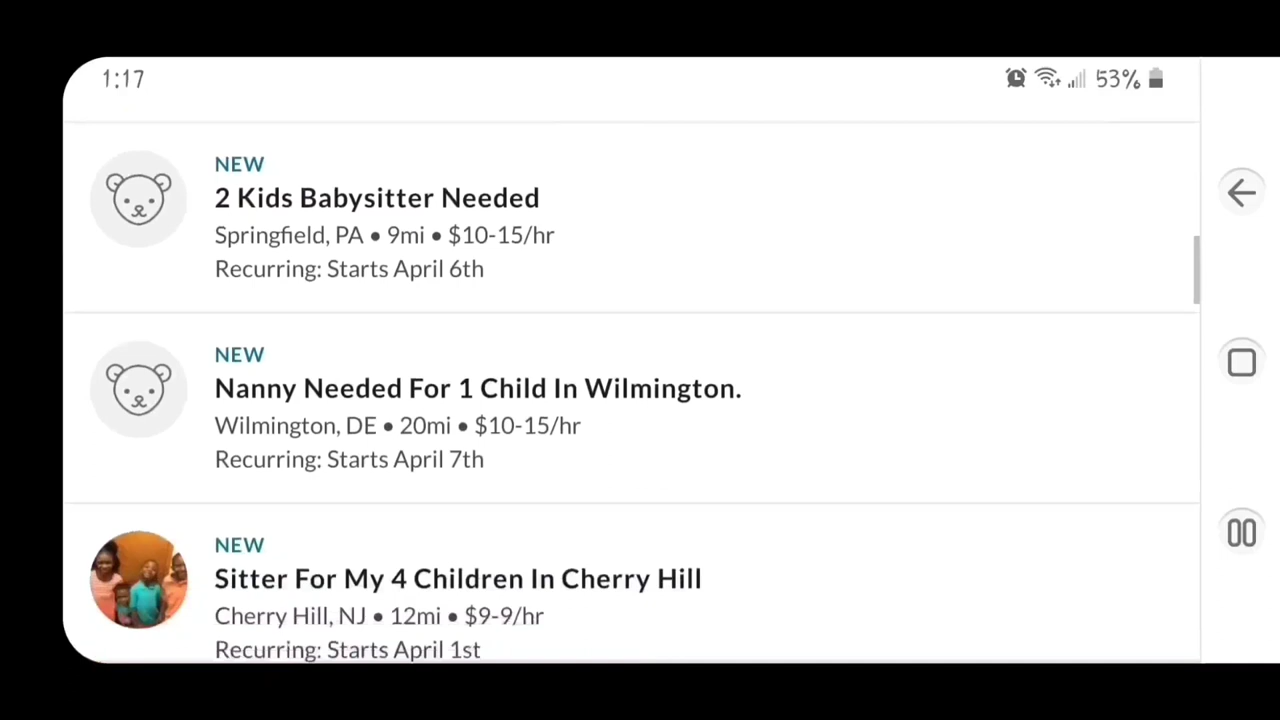 1:17
53%
NEW
2 Kids Babysitter Needed
Springfield, PA • 9mi • $10-15/hr
Recurring: Starts April 6th
NEW
Nanny Needed For 1 Child In Wilmington.
Wilmington, DE • 20mi • $10-15/hr
Recurring: Starts April 7th
NEW
Sitter For My 4 Children In Cherry Hill
Cherry Hill, NJ • 12mi • $9-9/hr
Recurring: Starts April 1st